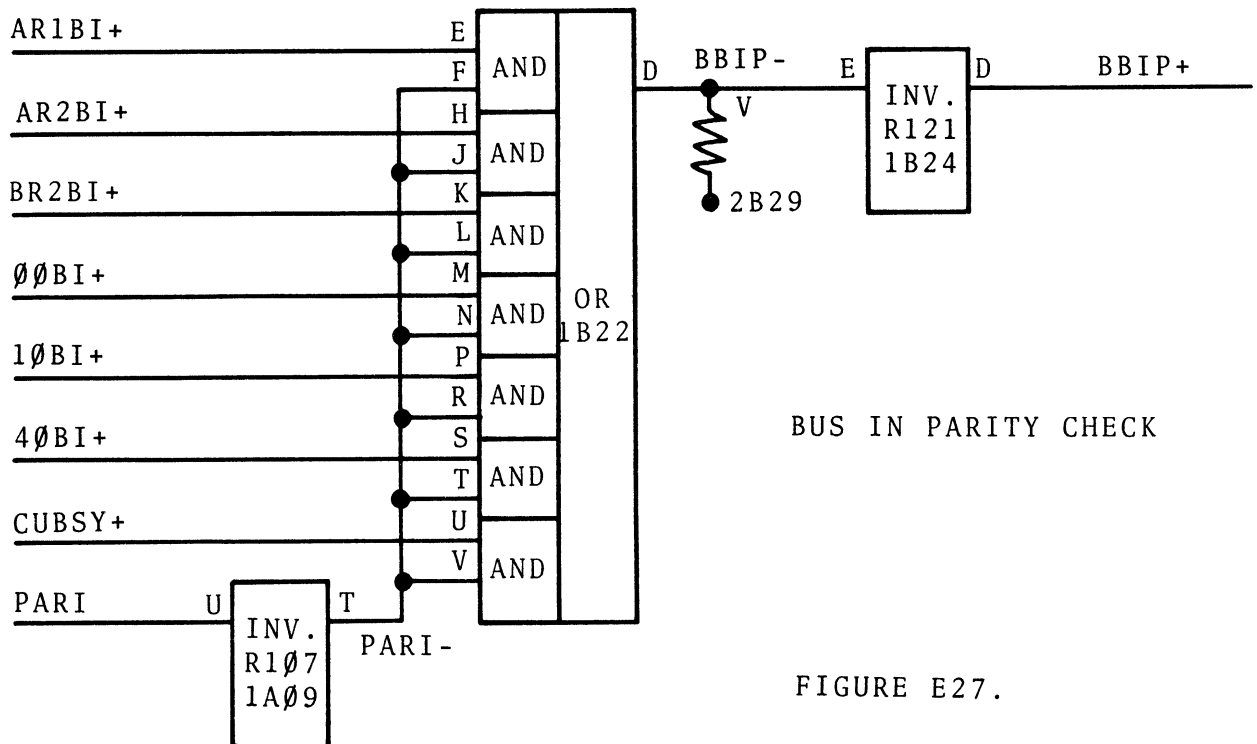 AR1BI+
E
F
AND
AR2BI+
H
J
AND
BR2BI+
K
L
AND
ØØBI+
M
N
AND
1ØBI+
P
R
AND
4ØBI+
S
T
AND
CUBSY+
U
V
AND
PARI
U
INV.
R1Ø7
1AØ9
T
PARI-
OR
1B22
D
BBIP-
V
2B29
E
INV.
R121
1B24
D
BBIP+
BUS IN PARITY CHECK
FIGURE E27.